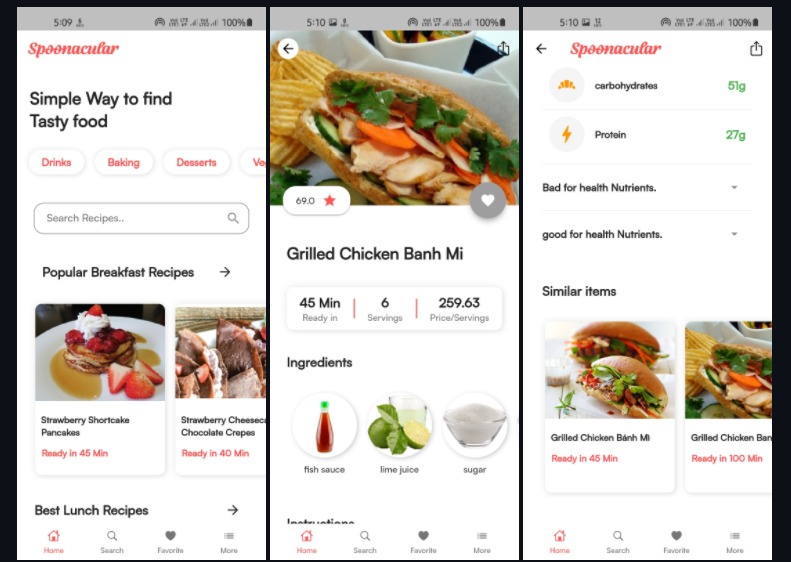 5:09
100%
Spoonacular
Simple Way to find
Tasty food
Drinks
Baking
Desserts
Search Recipes..
Popular Breakfast Recipes
Strawberry Shortcake
Pancakes
Ready in 45 Min
Strawberry Cheeseca
Chocolate Crepes
Ready in 40 Min
Best Lunch Recipes
Home
Search
Favorite
More
5:10
100%
69.0
Grilled Chicken Banh Mi
45 Min
Ready in
6
Servings
259.63
Price/Servings
Ingredients
fish sauce
lime juice
sugar
Instructions
Home
Search
Favorite
More
5:10
100%
Spoonacular
carbohydrates
51g
Protein
27g
Bad for health Nutrients.
good for health Nutrients.
Similar items
Grilled Chicken Bánh Mì
Ready in 45 Min
Grilled Chicken Ban
Ready in 100 Min
Home
Search
Favorite
More